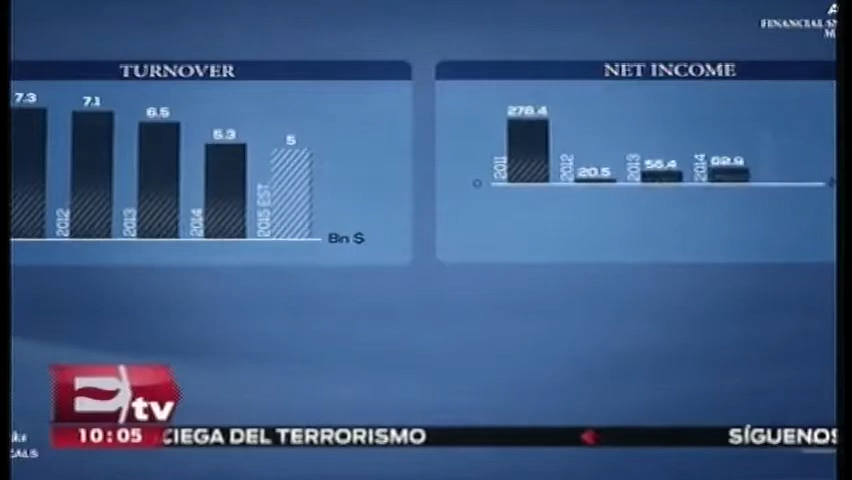 FINANCIAL
TURNOVER
7.3
7.1
6.5
5.3
5
2012
2013
2014
2015 EST
Bn $
NET INCOME
278.4
20.5
56.4
62.9
2011
2012
2013
2014
0
tv
10:05
CIEGA DEL TERRORISMO
SÍGUENOS